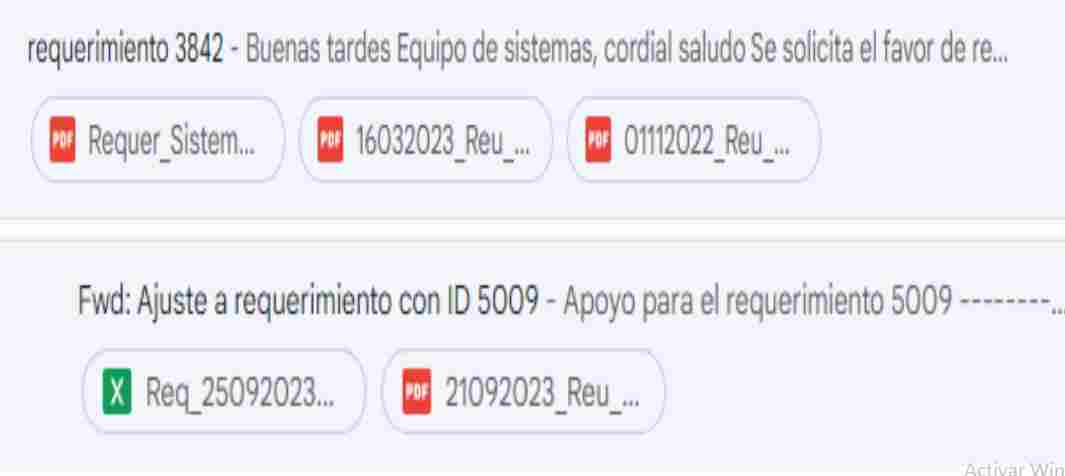 requerimiento 3842 - Buenas tardes Equipo de sistemas, cordial saludo Se solicita el favor de re...
PDF Requer_Sistem... PDF 16032023_Reu_... PDF 01112022_Reu_...
Fwd: Ajuste a requerimiento con ID 5009 - Apoyo para el requerimiento 5009 --------...
X Req_25092023... PDF 21092023_Reu_...
Activar Win